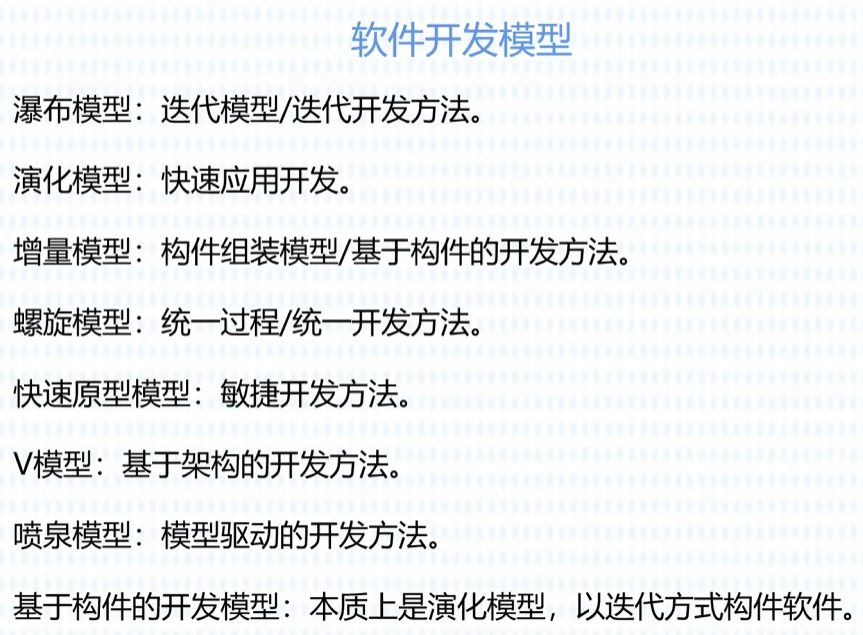 软件开发模型
瀑布模型：迭代模型/迭代开发方法。
演化模型：快速应用开发。
增量模型：构件组装模型/基于构件的开发方法。
螺旋模型：统一过程/统一开发方法。
快速原型模型：敏捷开发方法。
V模型：基于架构的开发方法。
喷泉模型：模型驱动的开发方法。
基于构件的开发模型：本质上是演化模型，以迭代方式构件软件。